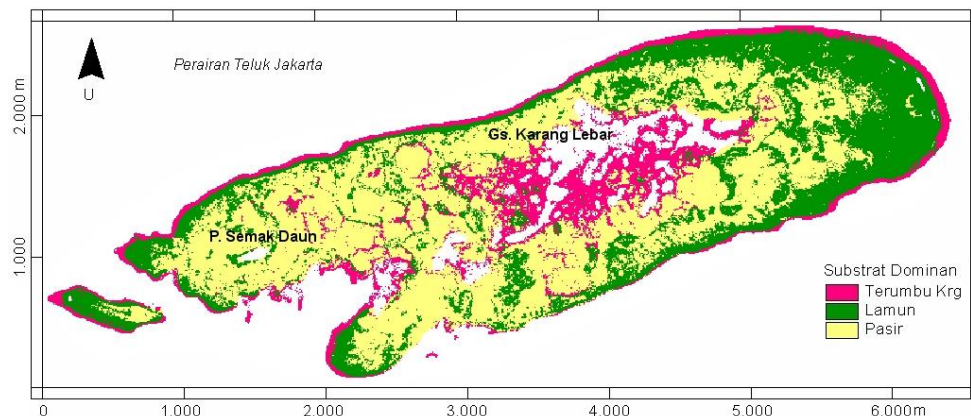 U
Perairan Teluk Jakarta
2.000 m
1.000
Gs. Karang Lebar
P. Semak Daun
Substrat Dominan
Terumbu Krg
Lamun
Pasir
0
1.000
2.000
3.000
4.000
5.000
6.000m